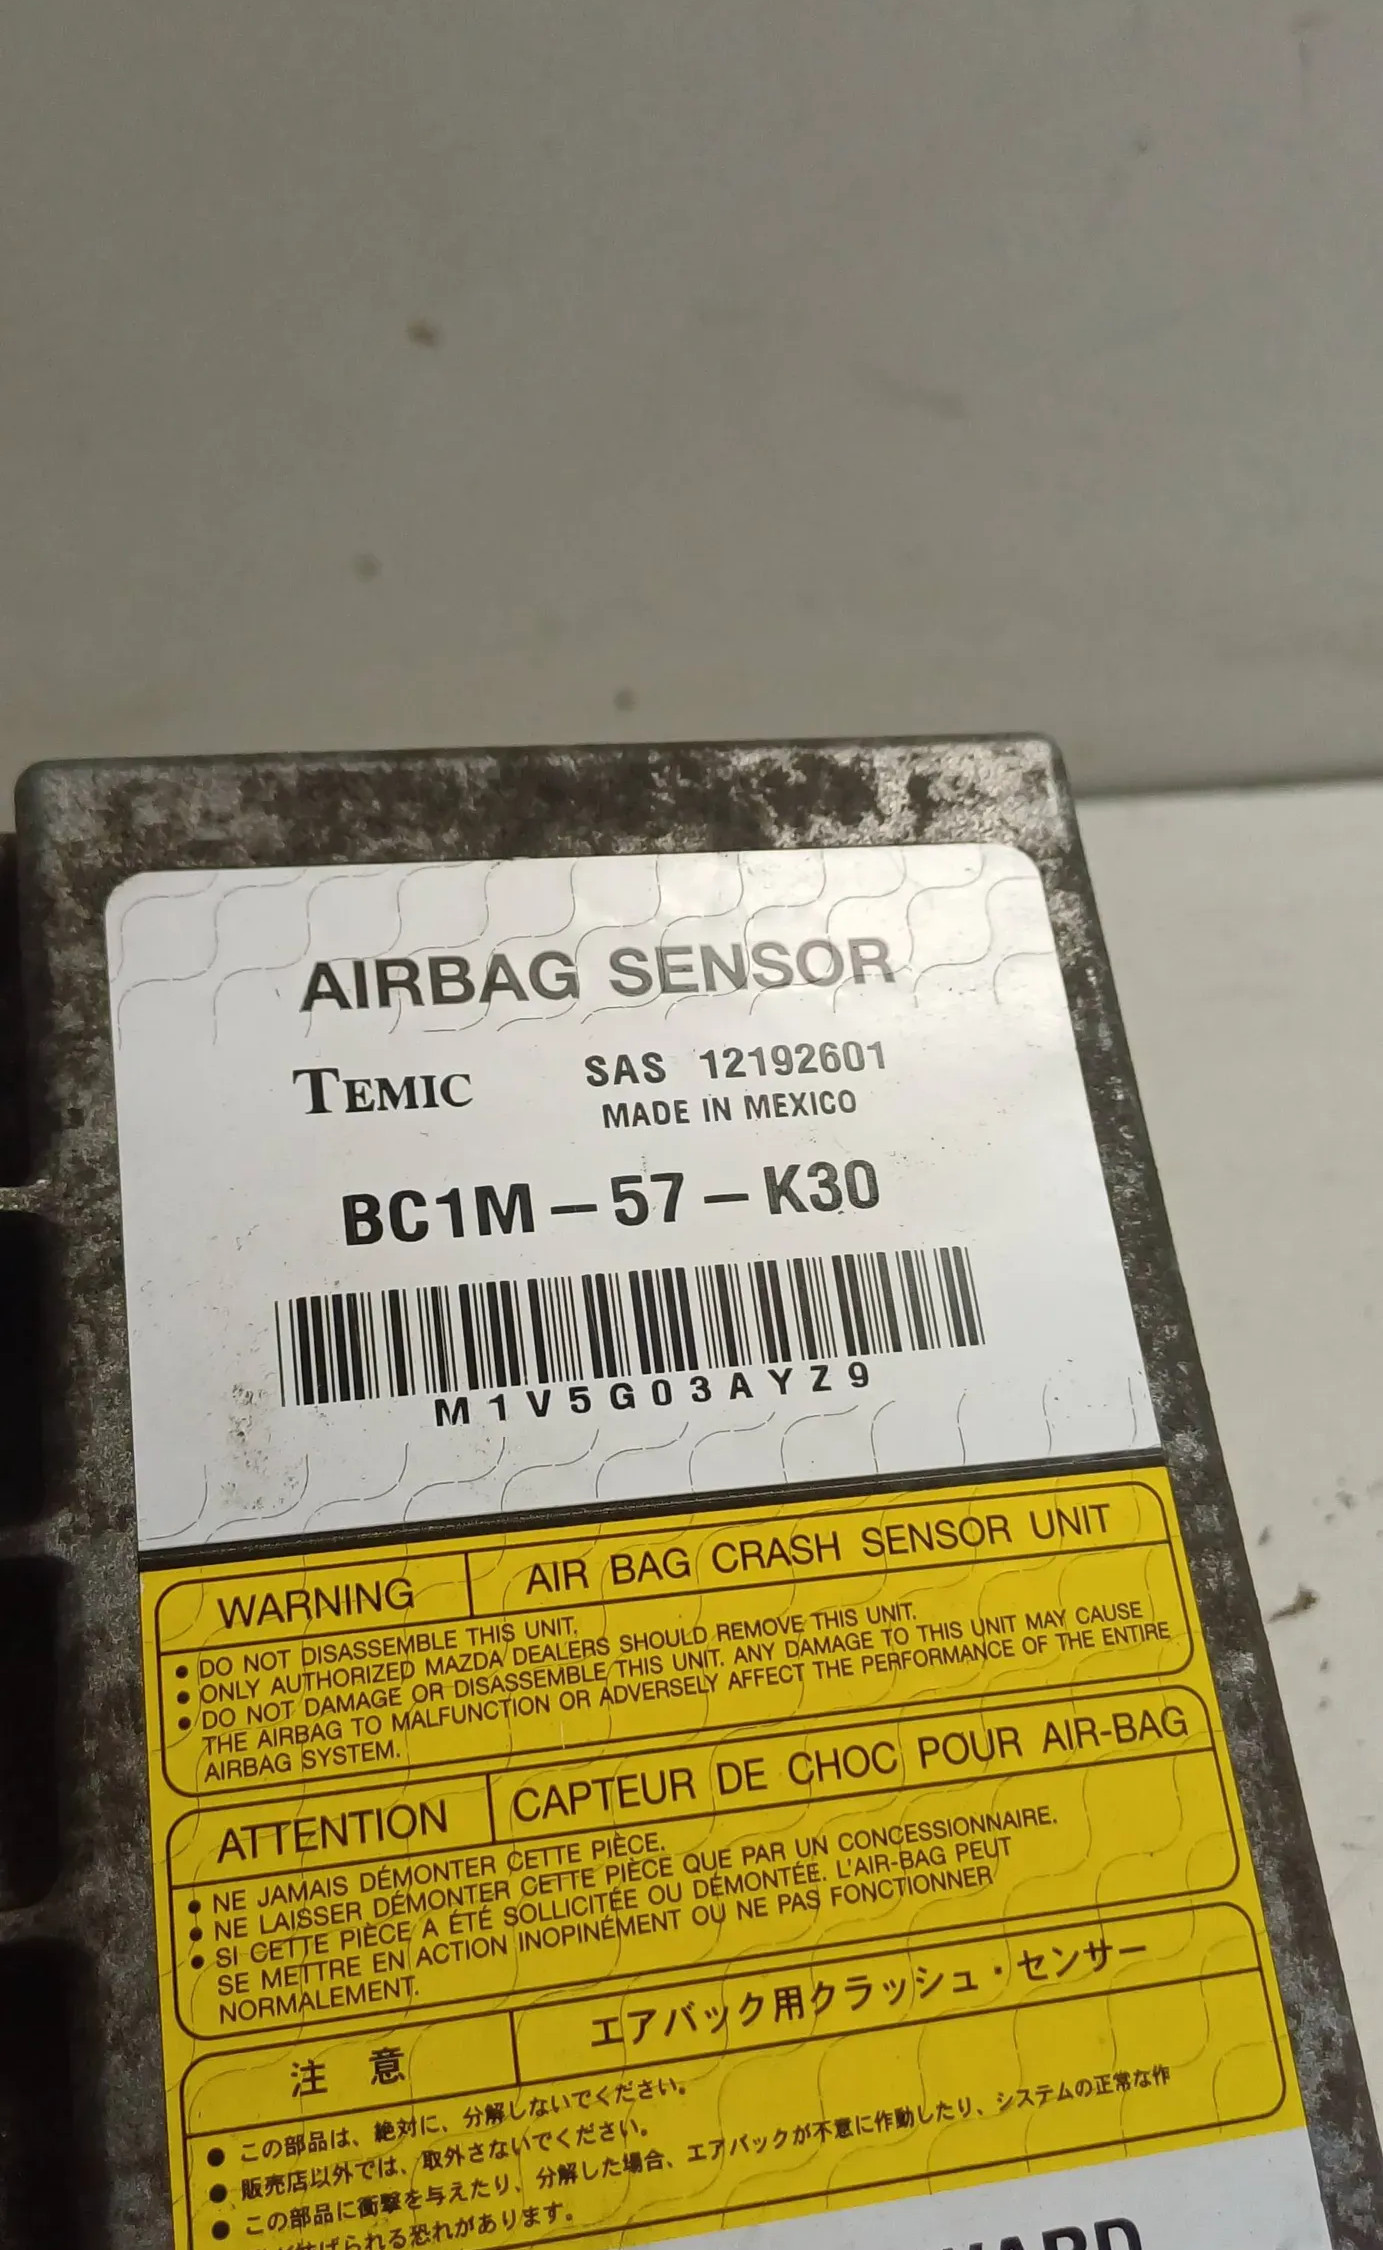 AIRBAG SENSOR
TEMIC SAS 12192601
MADE IN MEXICO
BC1M-57-K30
M1V5G03AYZ9
WARNING AIR BAG CRASH SENSOR UNIT
• DO NOT DISASSEMBLE THIS UNIT.
• ONLY AUTHORIZED MAZDA DEALERS SHOULD REMOVE THIS UNIT.
• DO NOT DAMAGE OR DISASSEMBLE THIS UNIT. ANY DAMAGE TO THIS UNIT MAY CAUSE
THE AIRBAG TO MALFUNCTION OR ADVERSELY AFFECT THE PERFORMANCE OF THE ENTIRE
AIRBAG SYSTEM.
ATTENTION CAPTEUR DE CHOC POUR AIR-BAG
• NE JAMAIS DÉMONTER CETTE PIÈCE.
• NE LAISSER DÉMONTER CETTE PIÈCE QUE PAR UN CONCESSIONNAIRE.
• SI CETTE PIÈCE A ÉTÉ SOLLICITÉE OU DÉMONTÉE. L'AIR-BAG PEUT
SE METTRE EN ACTION INOPINÉMENT OU NE PAS FONCTIONNER
NORMALEMENT.
注意 エアバック用クラッシュ・センサー
• この部品は、絶対に、分解しないでください。
• 販売店以外では、取外さないでください。
• この部品に衝撃を与えたり、分解した場合、エアバックが不意に作動したり、システムの正常な作
られる恐れがあります。